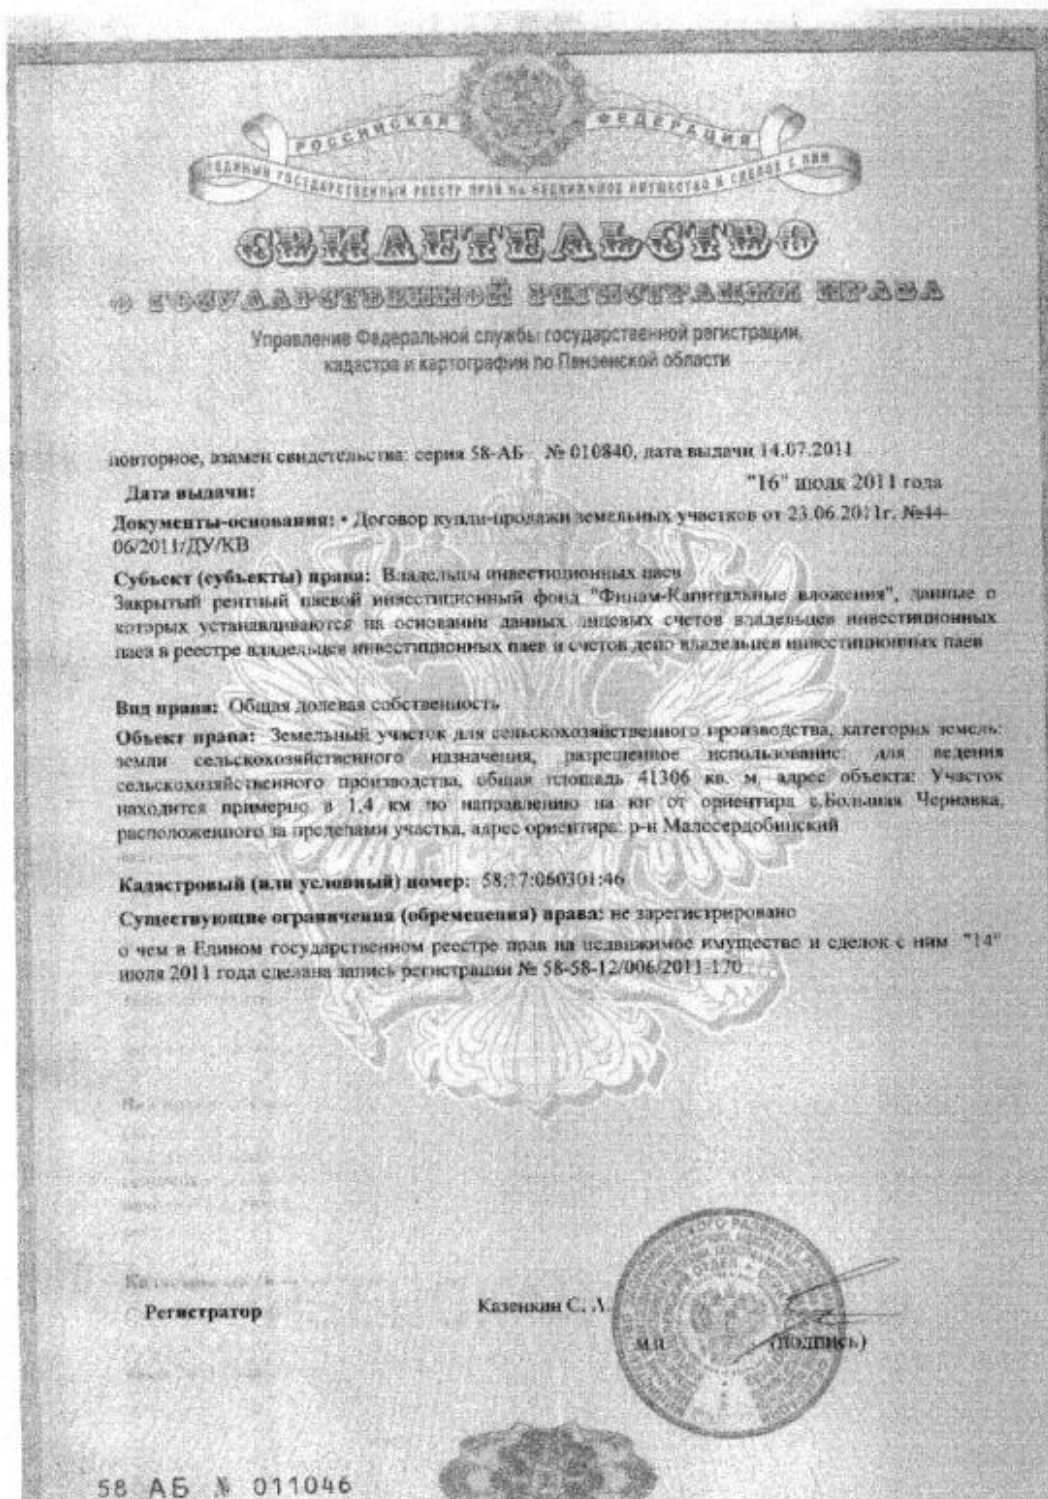 РОССИЙСКАЯ ФЕДЕРАЦИЯ
ЕДИНЫЙ ГОСУДАРСТВЕННЫЙ РЕЕСТР ПРАВ НА НЕДВИЖИМОЕ ИМУЩЕСТВО И СДЕЛОК С НИМ
СВИДЕТЕЛЬСТВО
О ГОСУДАРСТВЕННОЙ РЕГИСТРАЦИИ ПРАВА
Управление Федеральной службы государственной регистрации,
кадастра и картографии по Пензенской области
повторное, взамен свидетельства: серия 58-АБ № 010840, дата выдачи 14.07.2011
Дата выдачи: "16" июля 2011 года
Документы-основания: • Договор купли-продажи земельных участков от 23.06.2011г. №44-
06/2011/ДУ/КВ
Субъект (субъекты) права: Владельцы инвестиционных паев
Закрытый рентный паевой инвестиционный фонд "Финам-Капитальные вложения", данные о
которых устанавливаются на основании данных лицевых счетов владельцев инвестиционных
паев в реестре владельцев инвестиционных паев и счетов депо владельцев инвестиционных паев
Вид права: Общая долевая собственность
Объект права: Земельный участок для сельскохозяйственного производства, категория земель:
земли сельскохозяйственного назначения, разрешенное использование: для ведения
сельскохозяйственного производства, общая площадь 41306 кв. м, адрес объекта: Участок
находится примерно в 1,4 км по направлению на юг от ориентира с.Большая Чернавка,
расположенного за пределами участка, адрес ориентира: р-н Малосердобинский
Кадастровый (или условный) номер: 58:17:060301:46
Существующие ограничения (обременения) права: не зарегистрировано
о чем в Едином государственном реестре прав на недвижимое имущество и сделок с ним "14"
июля 2011 года сделана запись регистрации № 58-58-12/006/2011-170
Регистратор Казенкин С. А.
М.П. (подпись)
58 АБ № 011046